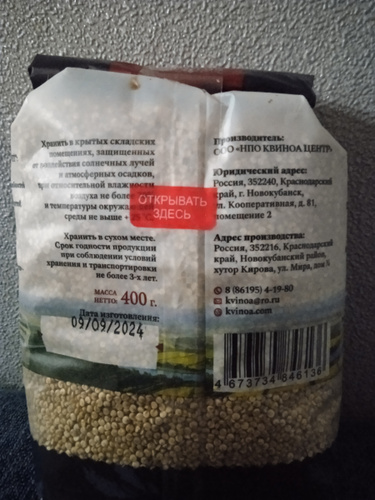 Хранить в крытых складских
помещениях, защищенных
от воздействия солнечных лучей
и атмосферных осадков,
при относительной влажности
воздуха не более
и температуры окружающей
среды не выше + °С.
Хранить в сухом месте.
Срок годности продукции
при соблюдении условий
хранения и транспортировки
не более 3-х лет.
МАССА
НЕТТО: 400 г.
Дата изготовления:
09/09/2024
ОТКРЫВАТЬ
ЗДЕСЬ
Производитель:
ООО «НПО КВИНОА ЦЕНТР»
Юридический адрес:
Россия, 352240, Краснодарский
край, г. Новокубанск,
ул. Кооперативная, д. 81,
помещение 2
Адрес производства:
Россия, 352216, Краснодарский
край, Новокубанский район,
хутор Кирова, ул. Мира, дом
8 (86195) 4-19-80
kvinoa@ro.ru
kvinoa.com
4 673734 846136